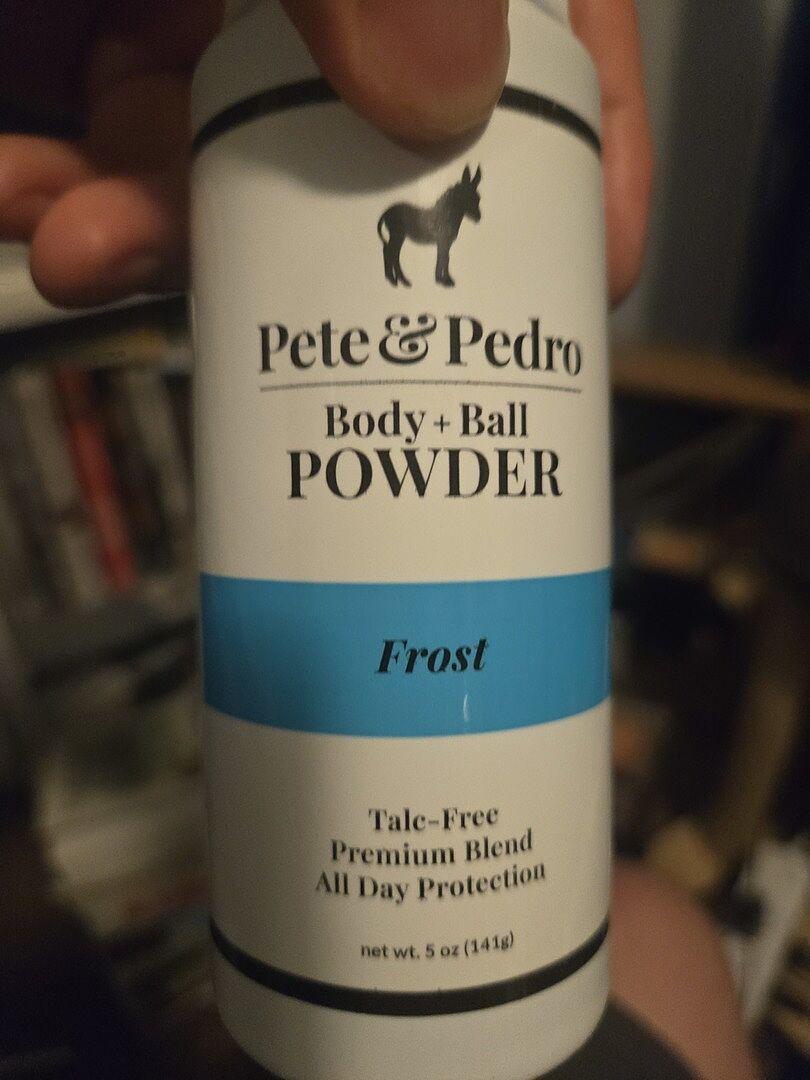 Pete & Pedro
Body + Ball
POWDER
Frost
Talc-Free
Premium Blend
All Day Protection
net wt. 5 oz (141g)